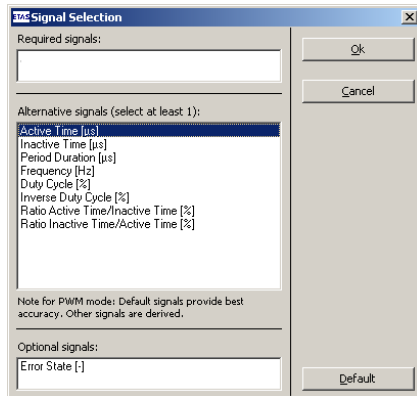 ETAS Signal Selection
Required signals:
Ok
Cancel
Alternative signals (select at least 1):
Active Time [µs]
Inactive Time [µs]
Period Duration [µs]
Frequency [Hz]
Duty Cycle [%]
Inverse Duty Cycle [%]
Ratio Active Time/Inactive Time [%]
Ratio Inactive Time/Active Time [%]
Note for PWM mode: Default signals provide best
accuracy. Other signals are derived.
Optional signals:
Error State [-]
Default